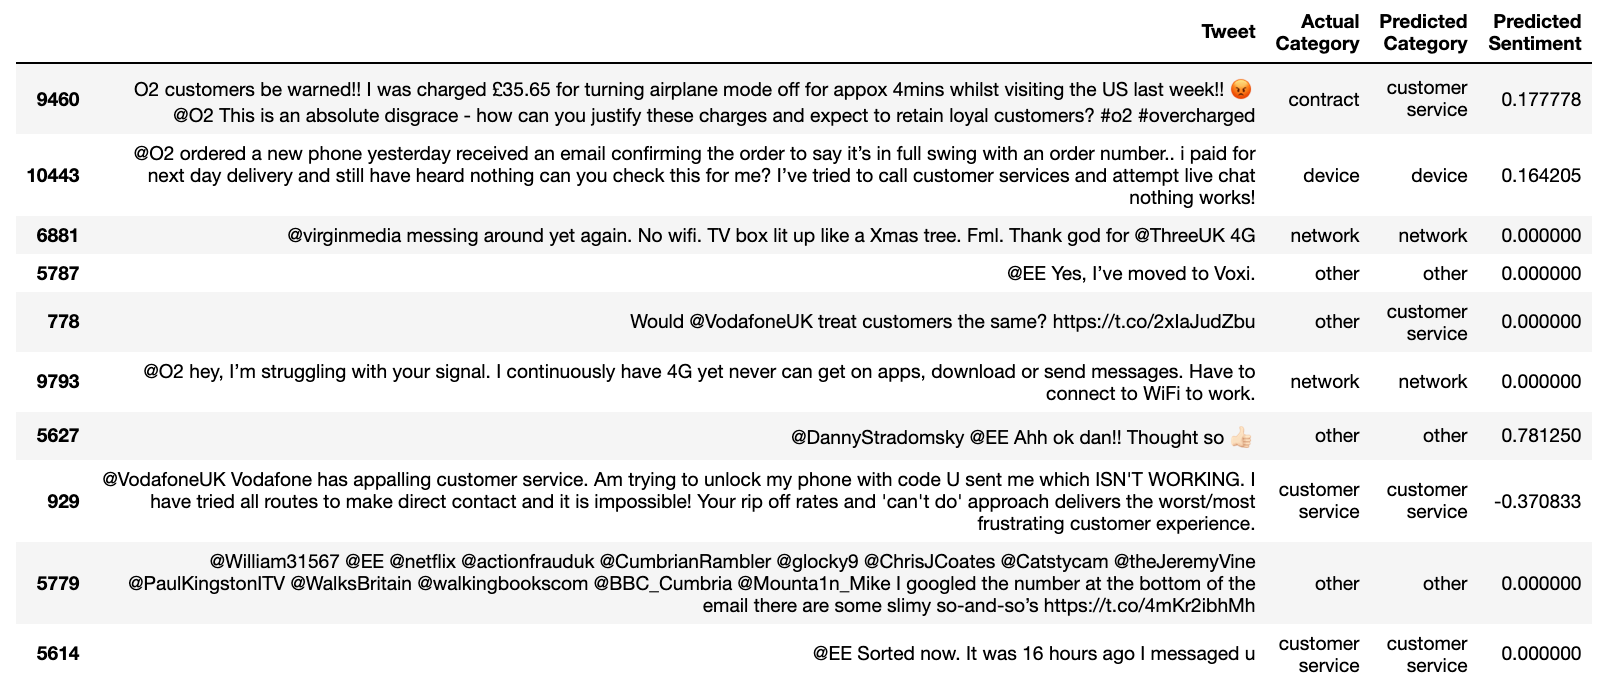 Tweet Actual Category Predicted Category Predicted Sentiment
9460 O2 customers be warned!! I was charged £35.65 for turning airplane mode off for appox 4mins whilst visiting the US last week!! 😡
@O2 This is an absolute disgrace - how can you justify these charges and expect to retain loyal customers? #o2 #overcharged contract customer service 0.177778
10443 @O2 ordered a new phone yesterday received an email confirming the order to say it’s in full swing with an order number.. i paid for
next day delivery and still have heard nothing can you check this for me? I’ve tried to call customer services and attempt live chat
nothing works! device device 0.164205
6881 @virginmedia messing around yet again. No wifi. TV box lit up like a Xmas tree. Fml. Thank god for @ThreeUK 4G network network 0.000000
5787 @EE Yes, I’ve moved to Voxi. other other 0.000000
778 Would @VodafoneUK treat customers the same? https://t.co/2xIaJudZbu other customer service 0.000000
9793 @O2 hey, I’m struggling with your signal. I continuously have 4G yet never can get on apps, download or send messages. Have to
connect to WiFi to work. network network 0.000000
5627 @DannyStradomsky @EE Ahh ok dan!! Thought so 👍🏻 other other 0.781250
929 @VodafoneUK Vodafone has appalling customer service. Am trying to unlock my phone with code U sent me which ISN'T WORKING. I
have tried all routes to make direct contact and it is impossible! Your rip off rates and 'can't do' approach delivers the worst/most
frustrating customer experience. customer service customer service -0.370833
5779 @William31567 @EE @netflix @actionfrauduk @CumbrianRambler @glocky9 @ChrisJCoates @Catstycam @theJeremyVine
@PaulKingstonITV @WalksBritain @walkingbookscom @BBC_Cumbria @Mounta1n_Mike I googled the number at the bottom of the
email there are some slimy so-and-so’s https://t.co/4mKr2ibhMh other other 0.000000
5614 @EE Sorted now. It was 16 hours ago I messaged u customer service customer service 0.000000